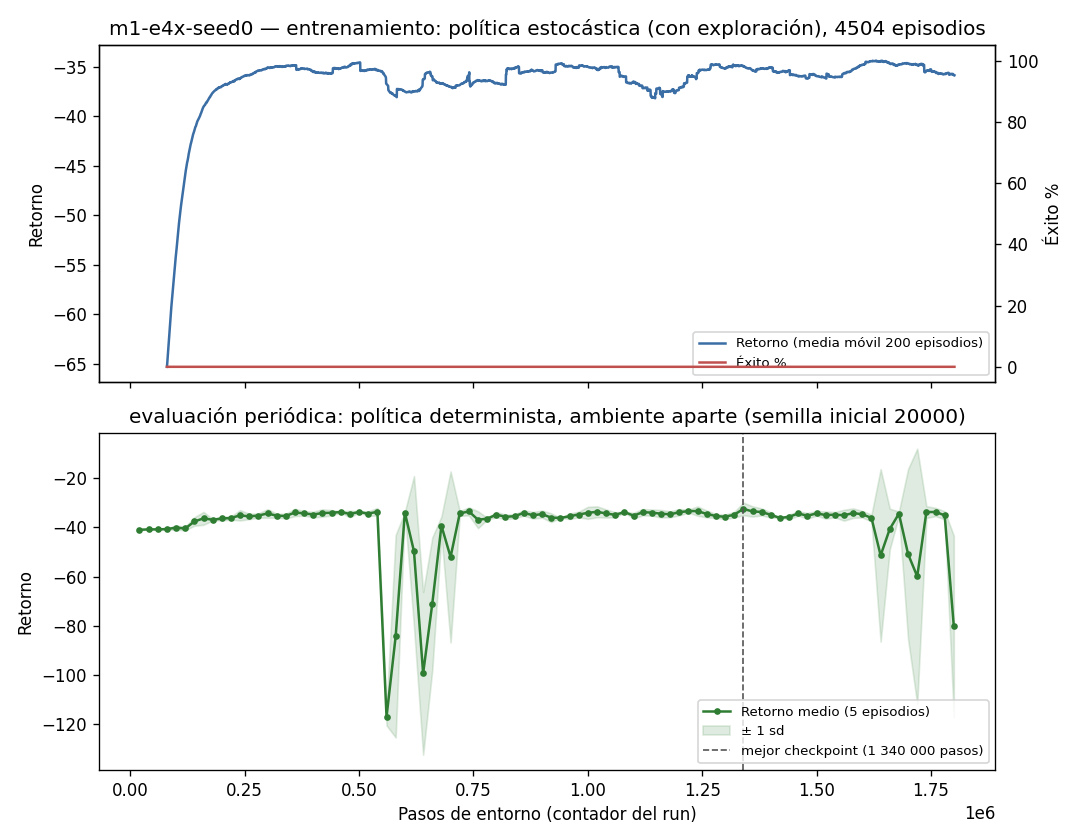 m1-e4x-seed0 — entrenamiento: política estocástica (con exploración), 4504 episodios
Retorno
−35
−40
−45
−50
−55
−60
−65
100
80
60
40
20
0
Éxito %
Retorno (media móvil 200 episodios)
Éxito %
evaluación periódica: política determinista, ambiente aparte (semilla inicial 20000)
Retorno
−20
−40
−60
−80
−100
−120
Retorno medio (5 episodios)
± 1 sd
mejor checkpoint (1 340 000 pasos)
0.00 0.25 0.50 0.75 1.00 1.25 1.50 1.75
1e6
Pasos de entorno (contador del run)